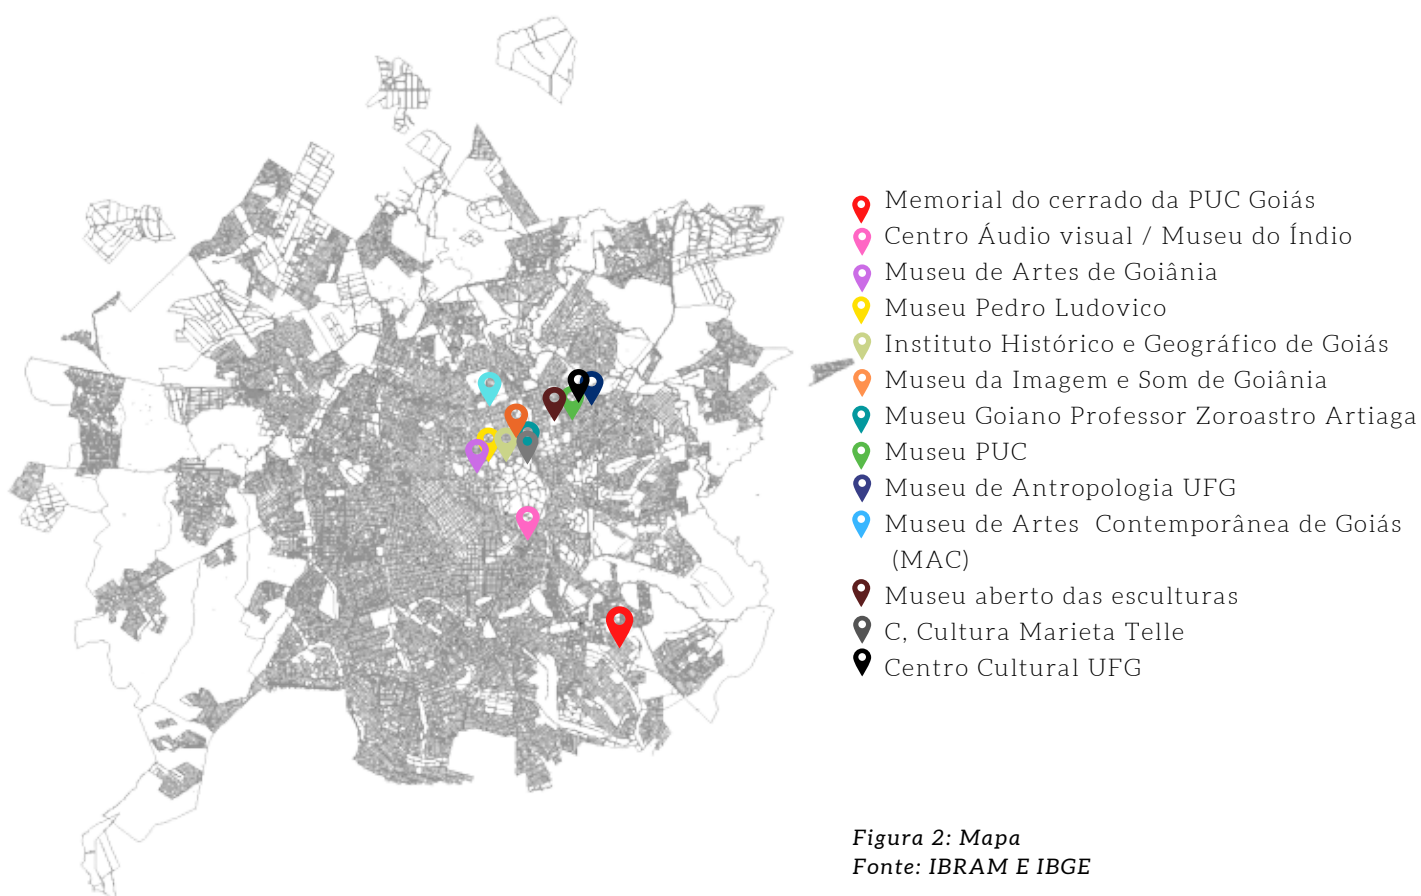 Memorial do cerrado da PUC Goiás
Centro Áudio visual / Museu do Índio
Museu de Artes de Goiânia
Museu Pedro Ludovico
Instituto Histórico e Geográfico de Goiás
Museu da Imagem e Som de Goiânia
Museu Goiano Professor Zoroastro Artiaga
Museu PUC
Museu de Antropologia UFG
Museu de Artes  Contemporânea de Goiás
(MAC)
Museu aberto das esculturas
C, Cultura Marieta Telle
Centro Cultural UFG
Figura 2: Mapa
Fonte: IBRAM E IBGE